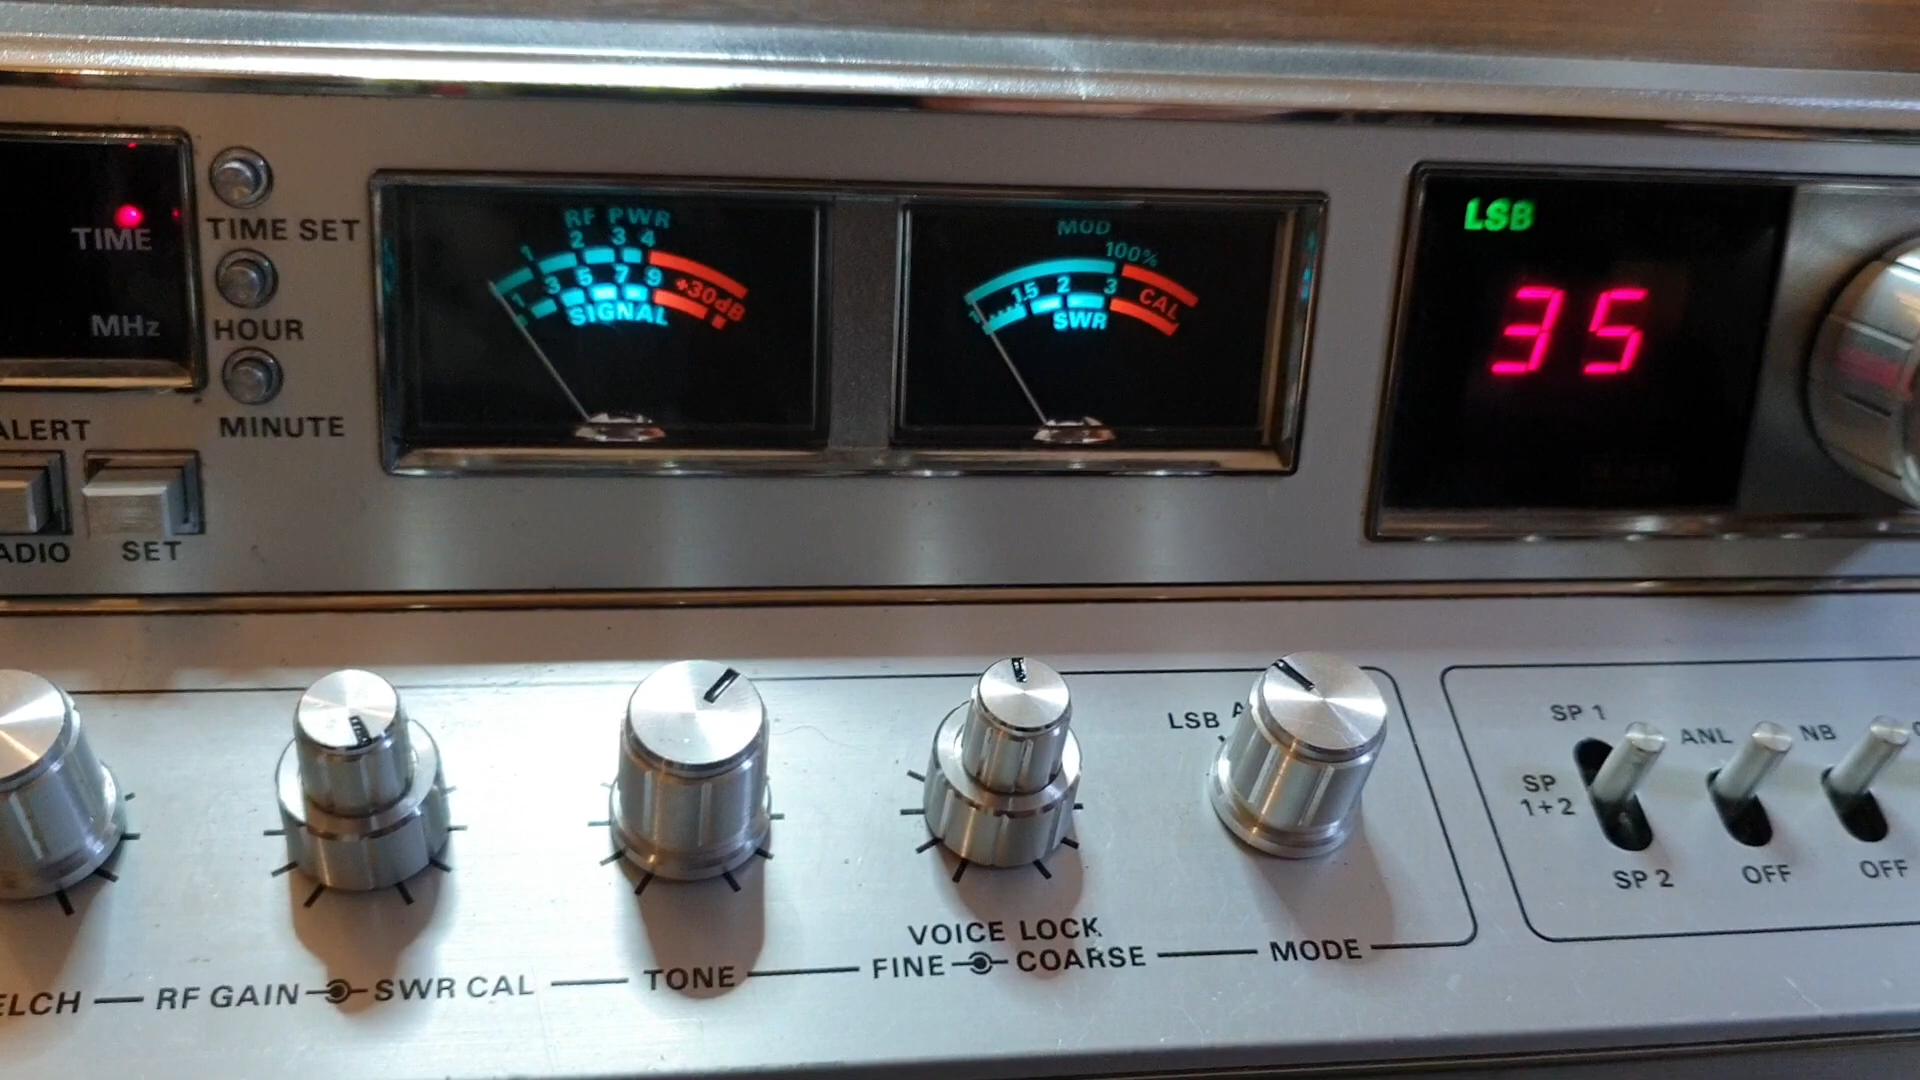 TIME
MHz
TIME SET
HOUR
MINUTE
ALERT
ADIO
SET
RF PWR
1 2 3 4
1 3 5 7 9 +30dB
SIGNAL
MOD
100%
1 1.5 2 3 CAL
SWR
LSB
35
LSB A
SP 1
SP 1+2
SP 2
ANL
OFF
NB
OFF
ELCH
RF GAIN
SWR CAL
TONE
VOICE LOCK
FINE
COARSE
MODE